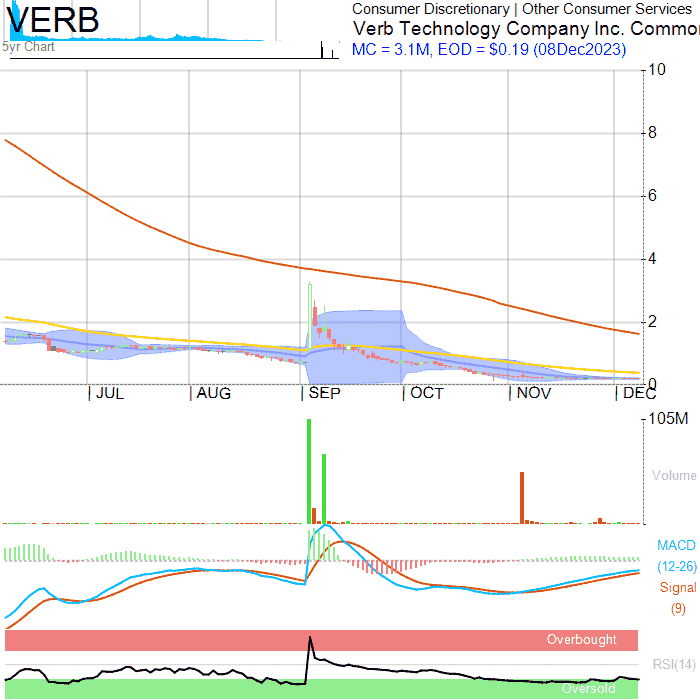 VERB
Consumer Discretionary | Other Consumer Services
Verb Technology Company Inc. Commo
5yr Chart
MC = 3.1M, EOD = $0.19 (08Dec2023)
10
8
6
4
2
0
JUL
AUG
SEP
OCT
NOV
DEC
105M
Volume
MACD
(12-26)
Signal
(9)
Overbought
RSI(14)
Oversold